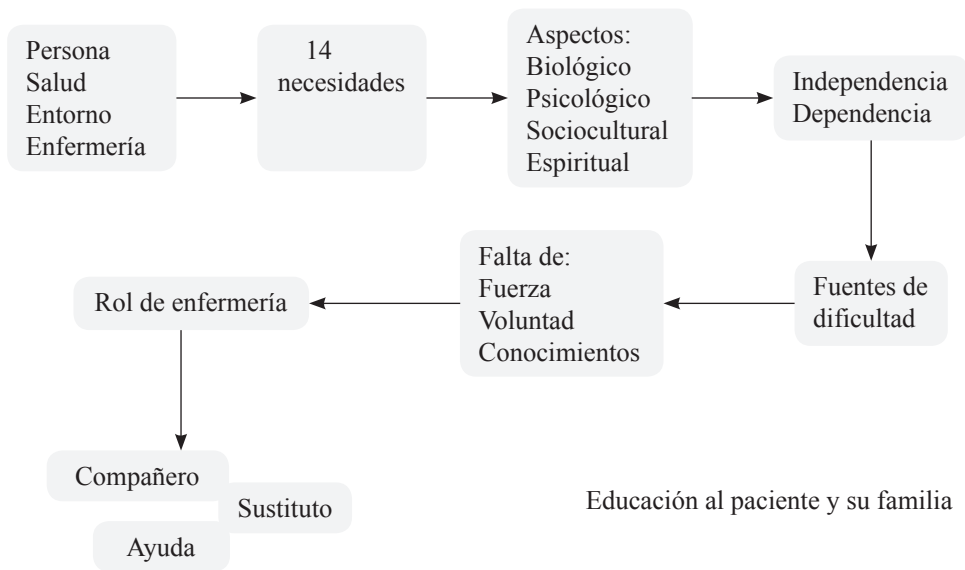 Persona
Salud
Entorno
Enfermería
14
necesidades
Aspectos:
Biológico
Psicológico
Sociocultural
Espiritual
Independencia
Dependencia
Fuentes de
dificultad
Falta de:
Fuerza
Voluntad
Conocimientos
Rol de enfermería
Compañero
Sustituto
Ayuda
Educación al paciente y su familia